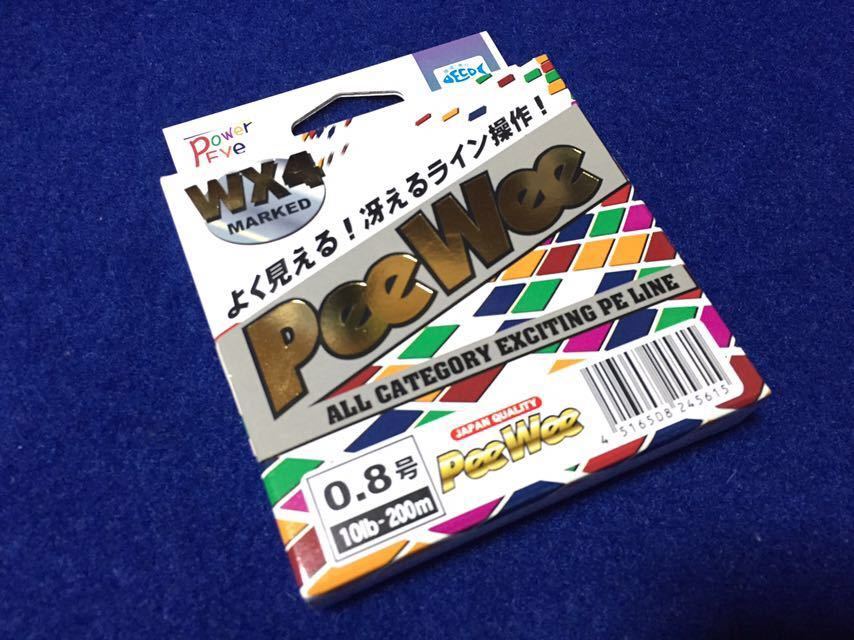 Power
Eye
WX4
MARKED
よく見える！冴えるライン操作！
PeeWee
ALL CATEGORY EXCITING PE LINE
JAPAN QUALITY
PeeWee
4 516508 245615
0.8号
10lb-200m